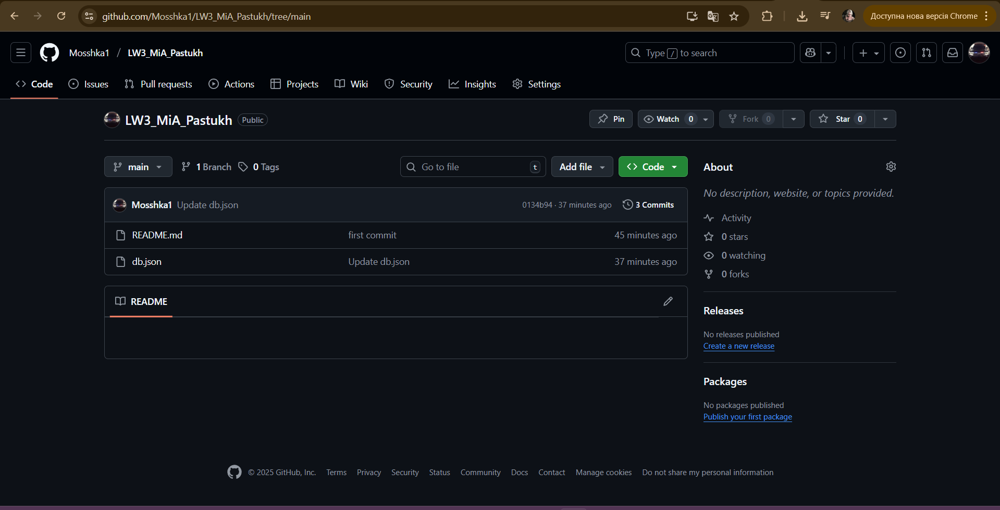 github.com/Mosshka1/LW3_MiA_Pastukh/tree/main
Доступна нова версія Chrome
Mosshka1 / LW3_MiA_Pastukh
Type / to search
Code Issues Pull requests Actions Projects Wiki Security Insights Settings
LW3_MiA_Pastukh Public
Pin Watch 0 Fork 0 Star 0
main 1 Branch 0 Tags Go to file t Add file Code
Mosshka1 Update db.json 0134b94 · 37 minutes ago 3 Commits
README.md first commit 45 minutes ago
db.json Update db.json 37 minutes ago
README
About
No description, website, or topics provided.
Activity
0 stars
0 watching
0 forks
Releases
No releases published
Create a new release
Packages
No packages published
Publish your first package
© 2025 GitHub, Inc. Terms Privacy Security Status Community Docs Contact Manage cookies Do not share my personal information